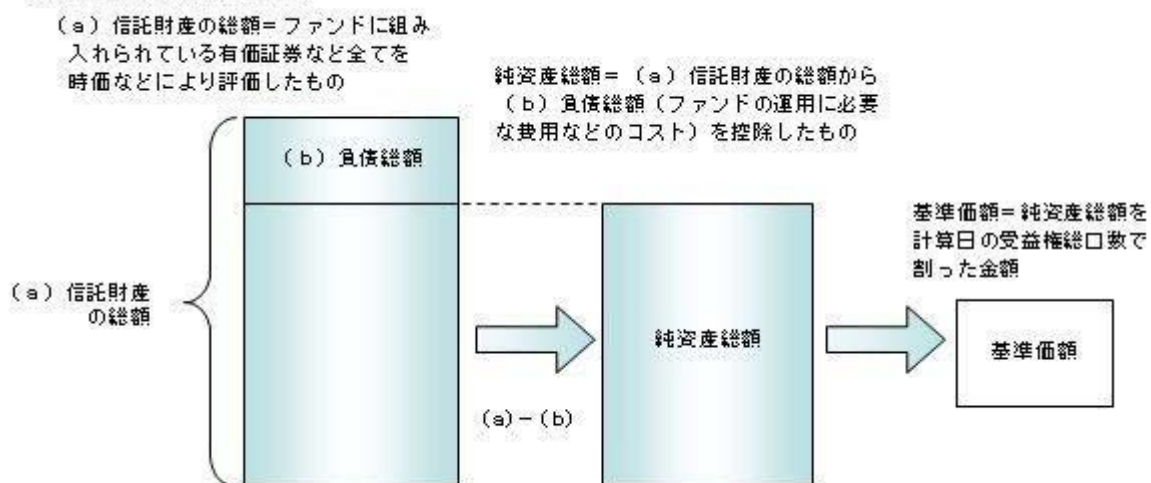 (a)信託財産の総額=ファンドに組み
入れられている有価証券など全てを
時価などにより評価したもの
純資産総額=(a)信託財産の総額から
(b)負債総額(ファンドの運用に必要
な費用などのコスト)を控除したもの
(b)負債総額
基準価額=純資産総額を
計算日の受益権総口数で
割った金額
(a)信託財産
の総額
純資産総額
基準価額
(a)-(b)